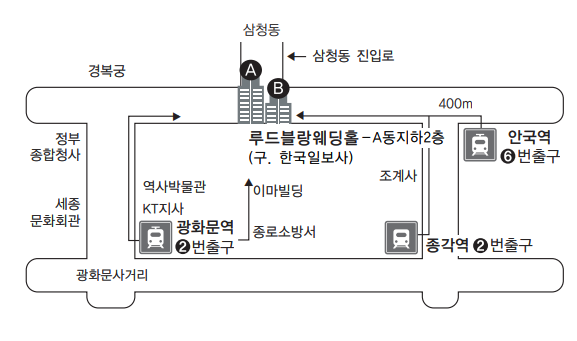 삼청동
삼청동 진입로
경복궁
A
B
400m
정부
종합청사
루드블랑웨딩홀-A동지하2층
(구. 한국일보사)
안국역
6번출구
역사박물관
KT지사
이마빌딩
조계사
세종
문화회관
광화문역
2번출구
종로소방서
종각역 2번출구
광화문사거리